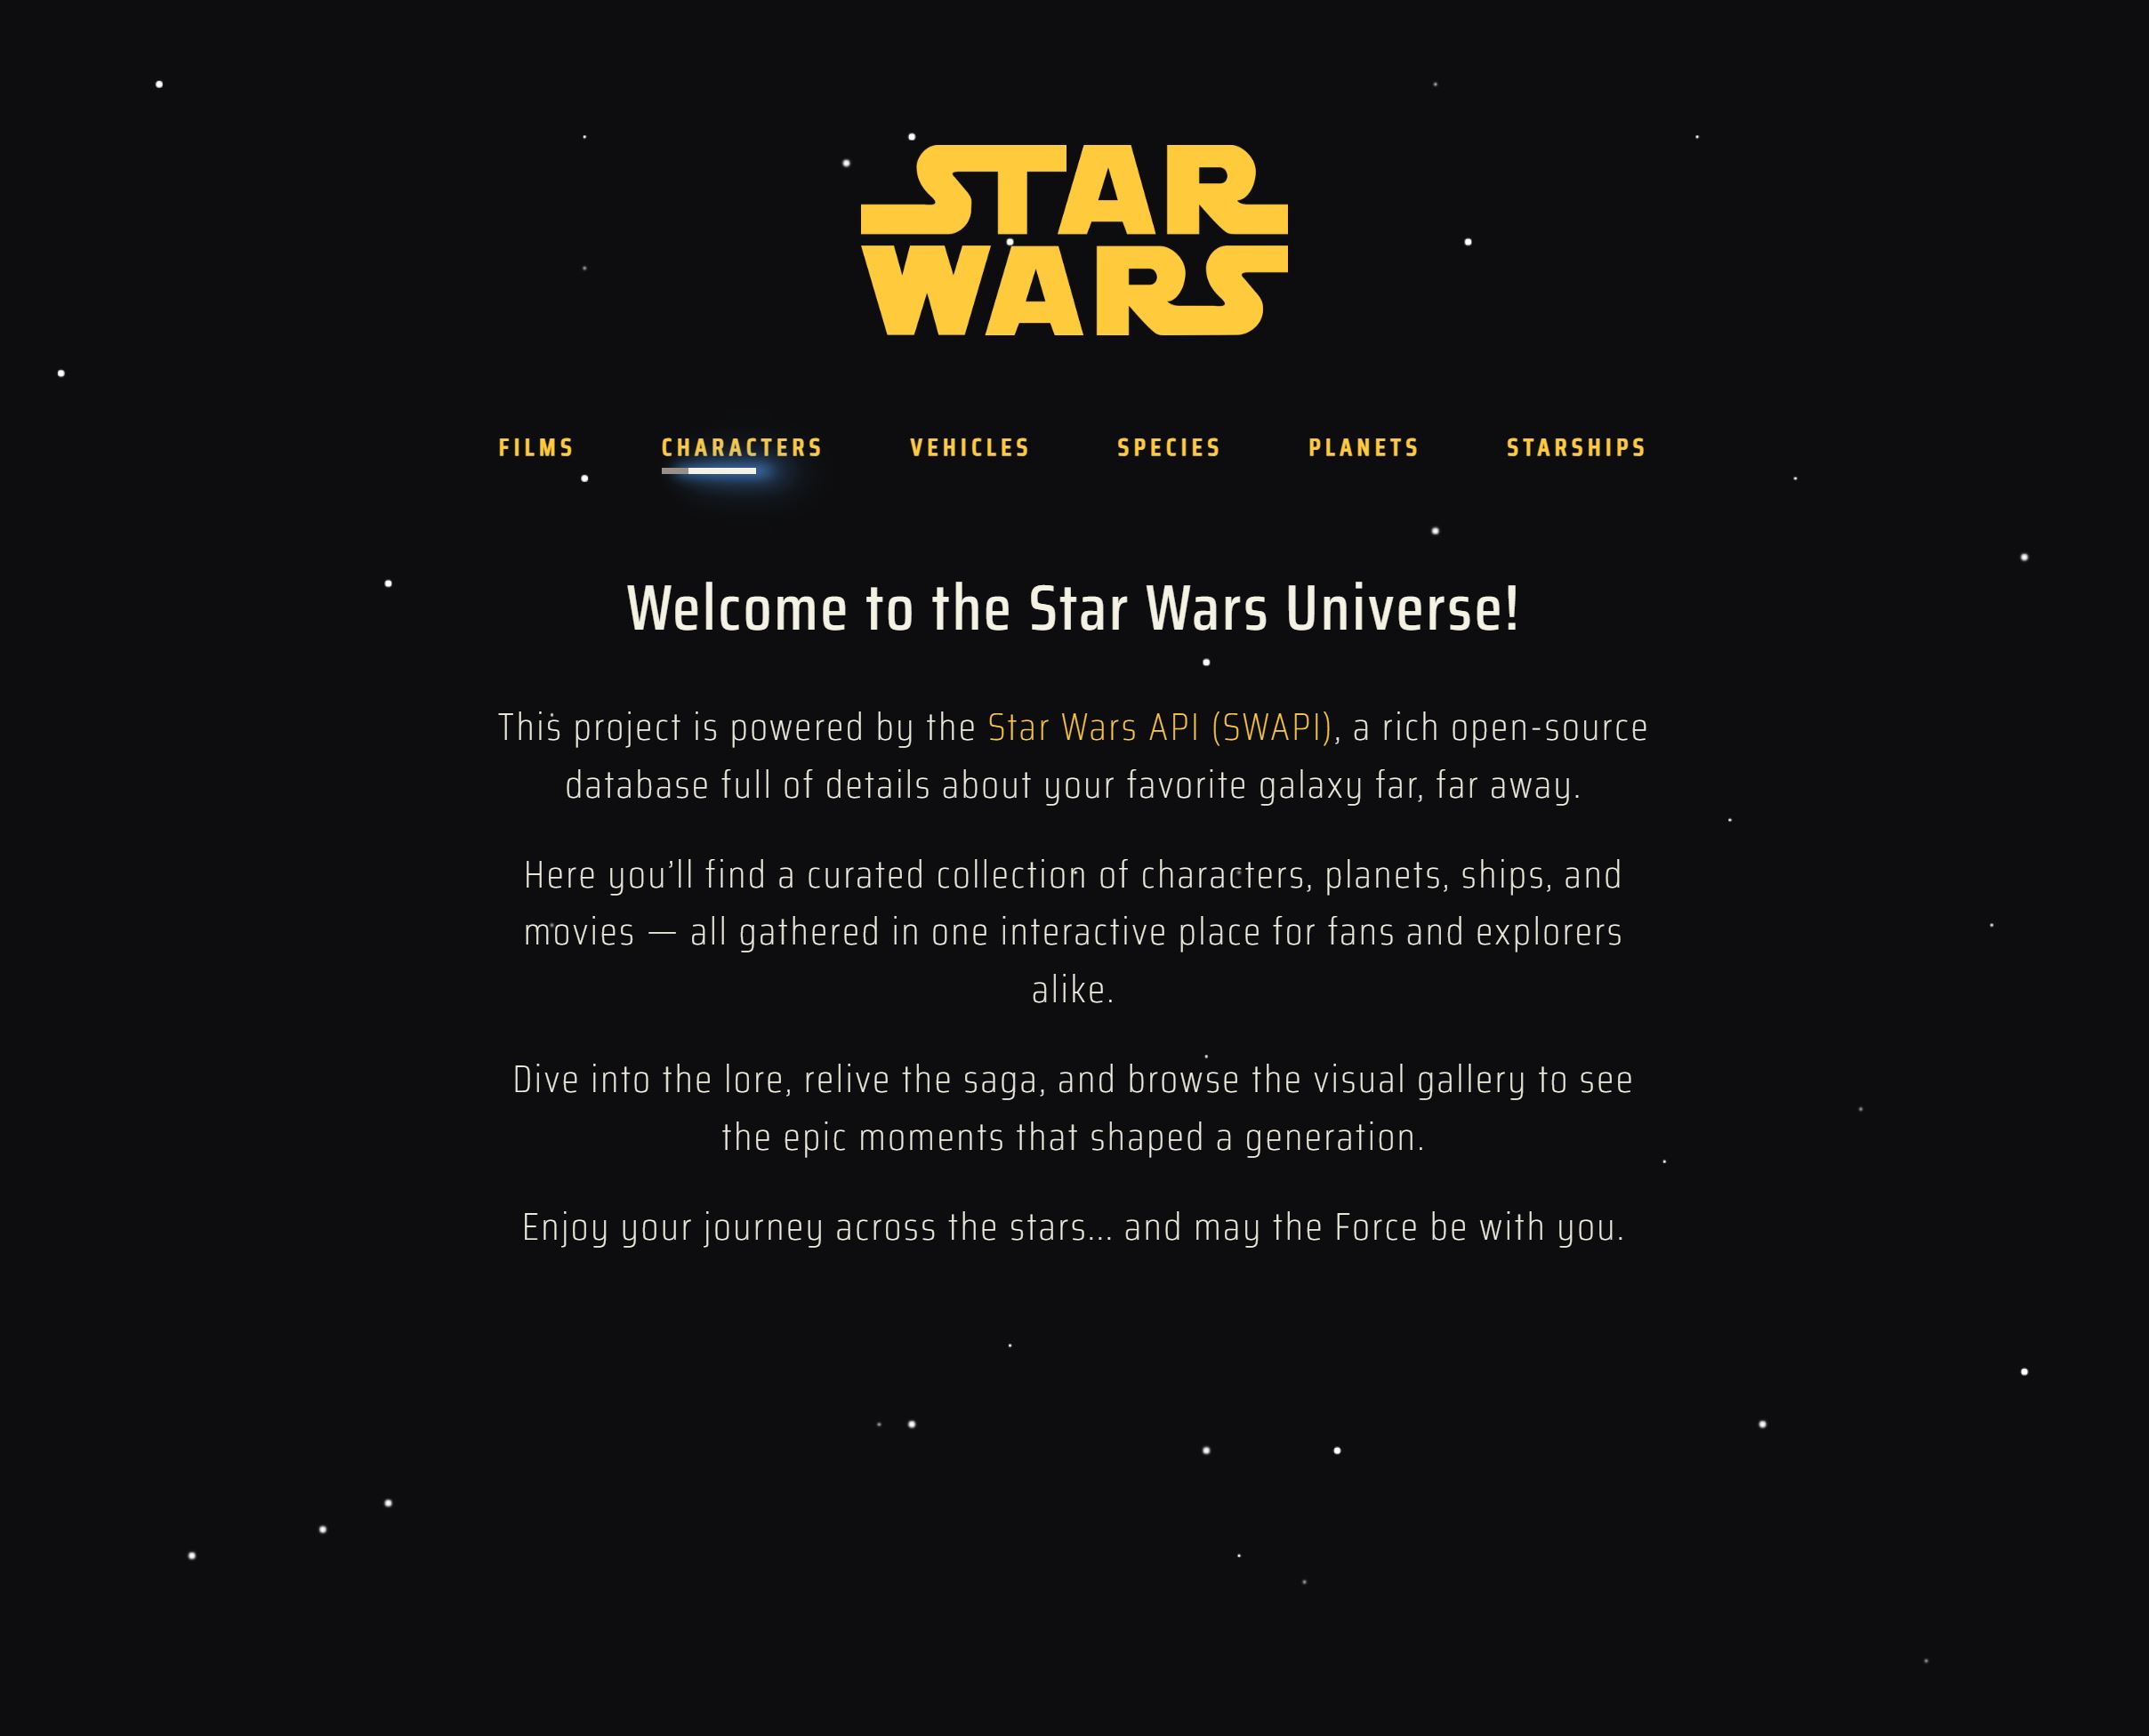 STAR
WARS
FILMS CHARACTERS VEHICLES SPECIES PLANETS STARSHIPS
Welcome to the Star Wars Universe!
This project is powered by the Star Wars API (SWAPI), a rich open-source
database full of details about your favorite galaxy far, far away.
Here you’ll find a curated collection of characters, planets, ships, and
movies — all gathered in one interactive place for fans and explorers
alike.
Dive into the lore, relive the saga, and browse the visual gallery to see
the epic moments that shaped a generation.
Enjoy your journey across the stars... and may the Force be with you.